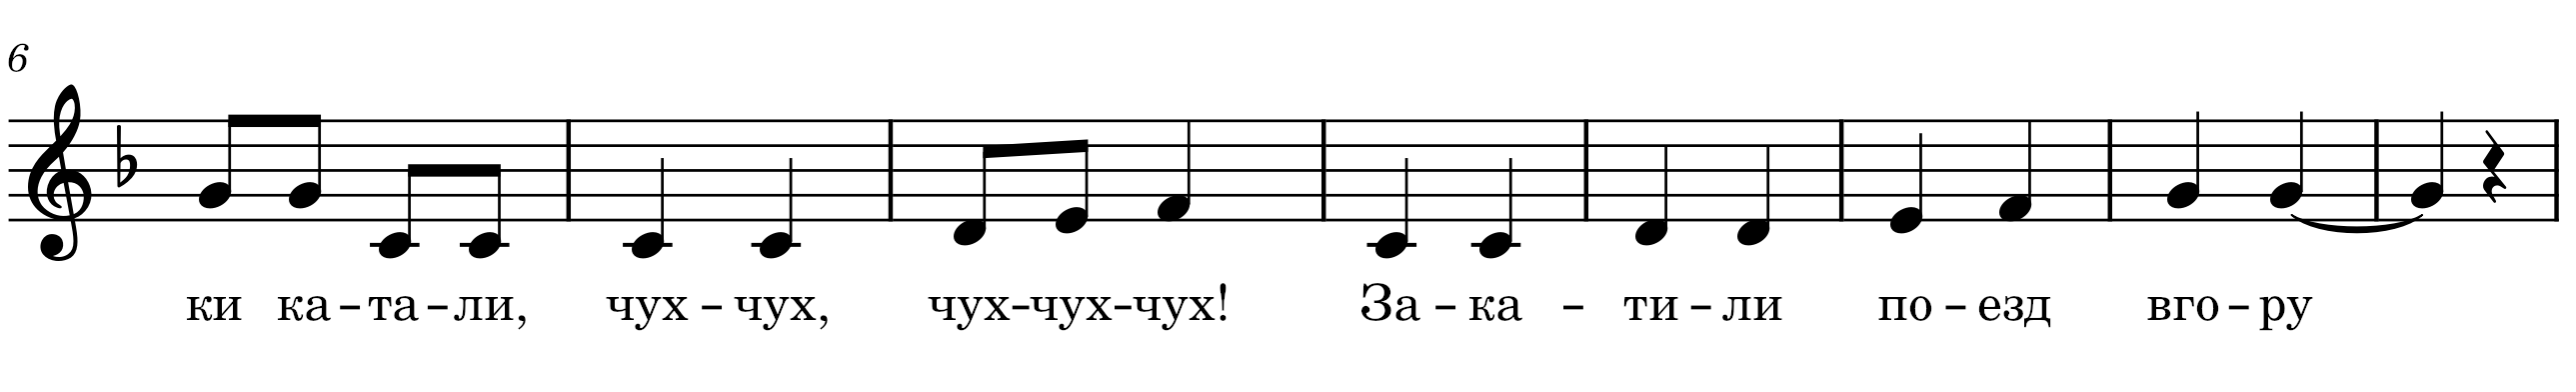 6
ки ка–та–ли, чух – чух, чух–чух–чух! За – ка – ти – ли по – езд вго – ру